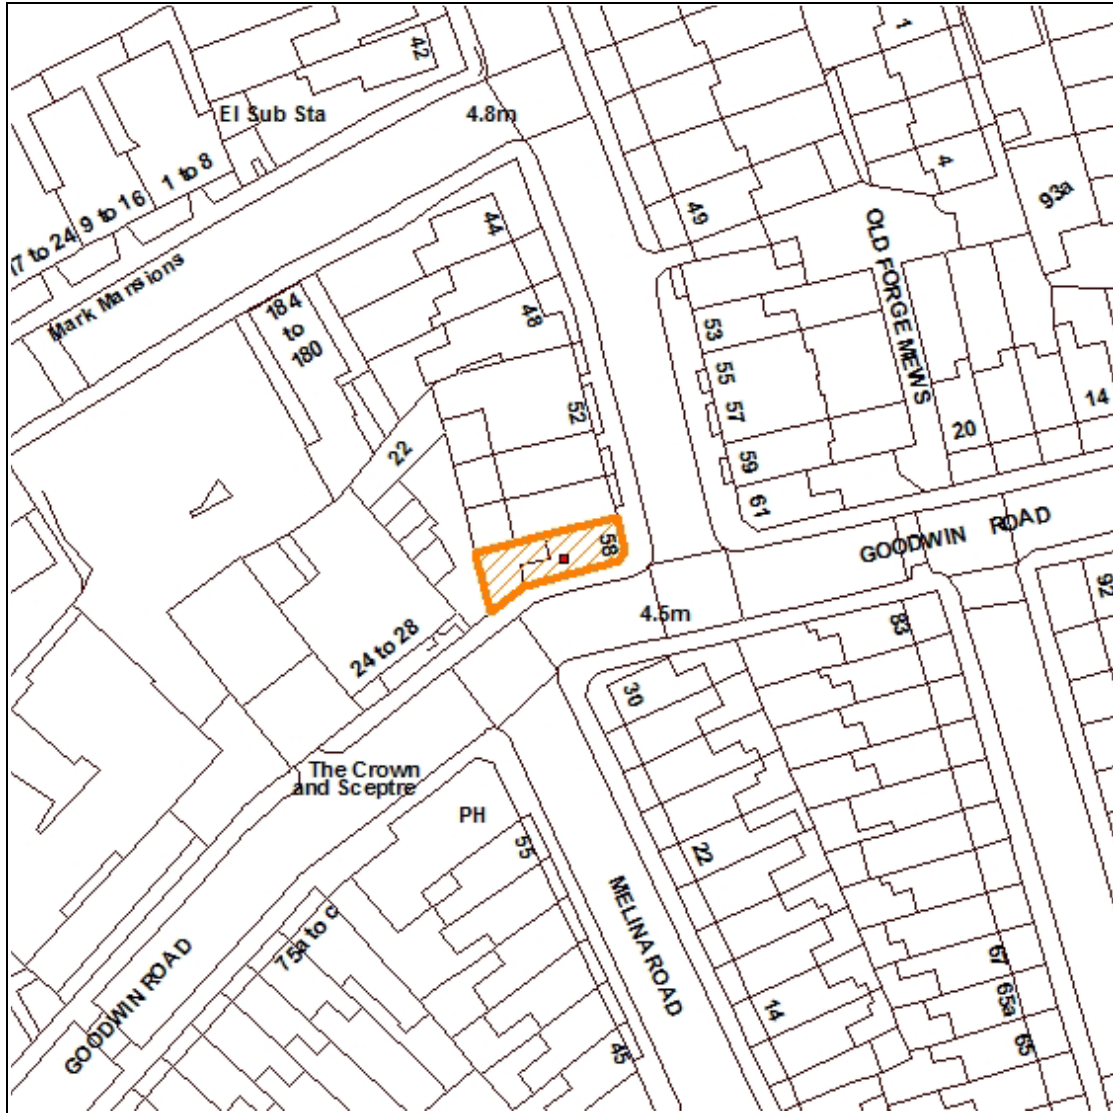 1
42
El Sub Sta
4.8m
4
1 to 8
93a
9 to 16
49
44
17 to 24
OLD FORGE MEWS
Mark Mansions
184
to
180
48
53
55
52
57
14
20
22
59
61
GOODWIN ROAD
58
92
4.5m
83
24 to 28
30
The Crown
and Sceptre
PH
55
22
MELINA ROAD
75a to c
67
GOODWIN ROAD
65a
14
65
45